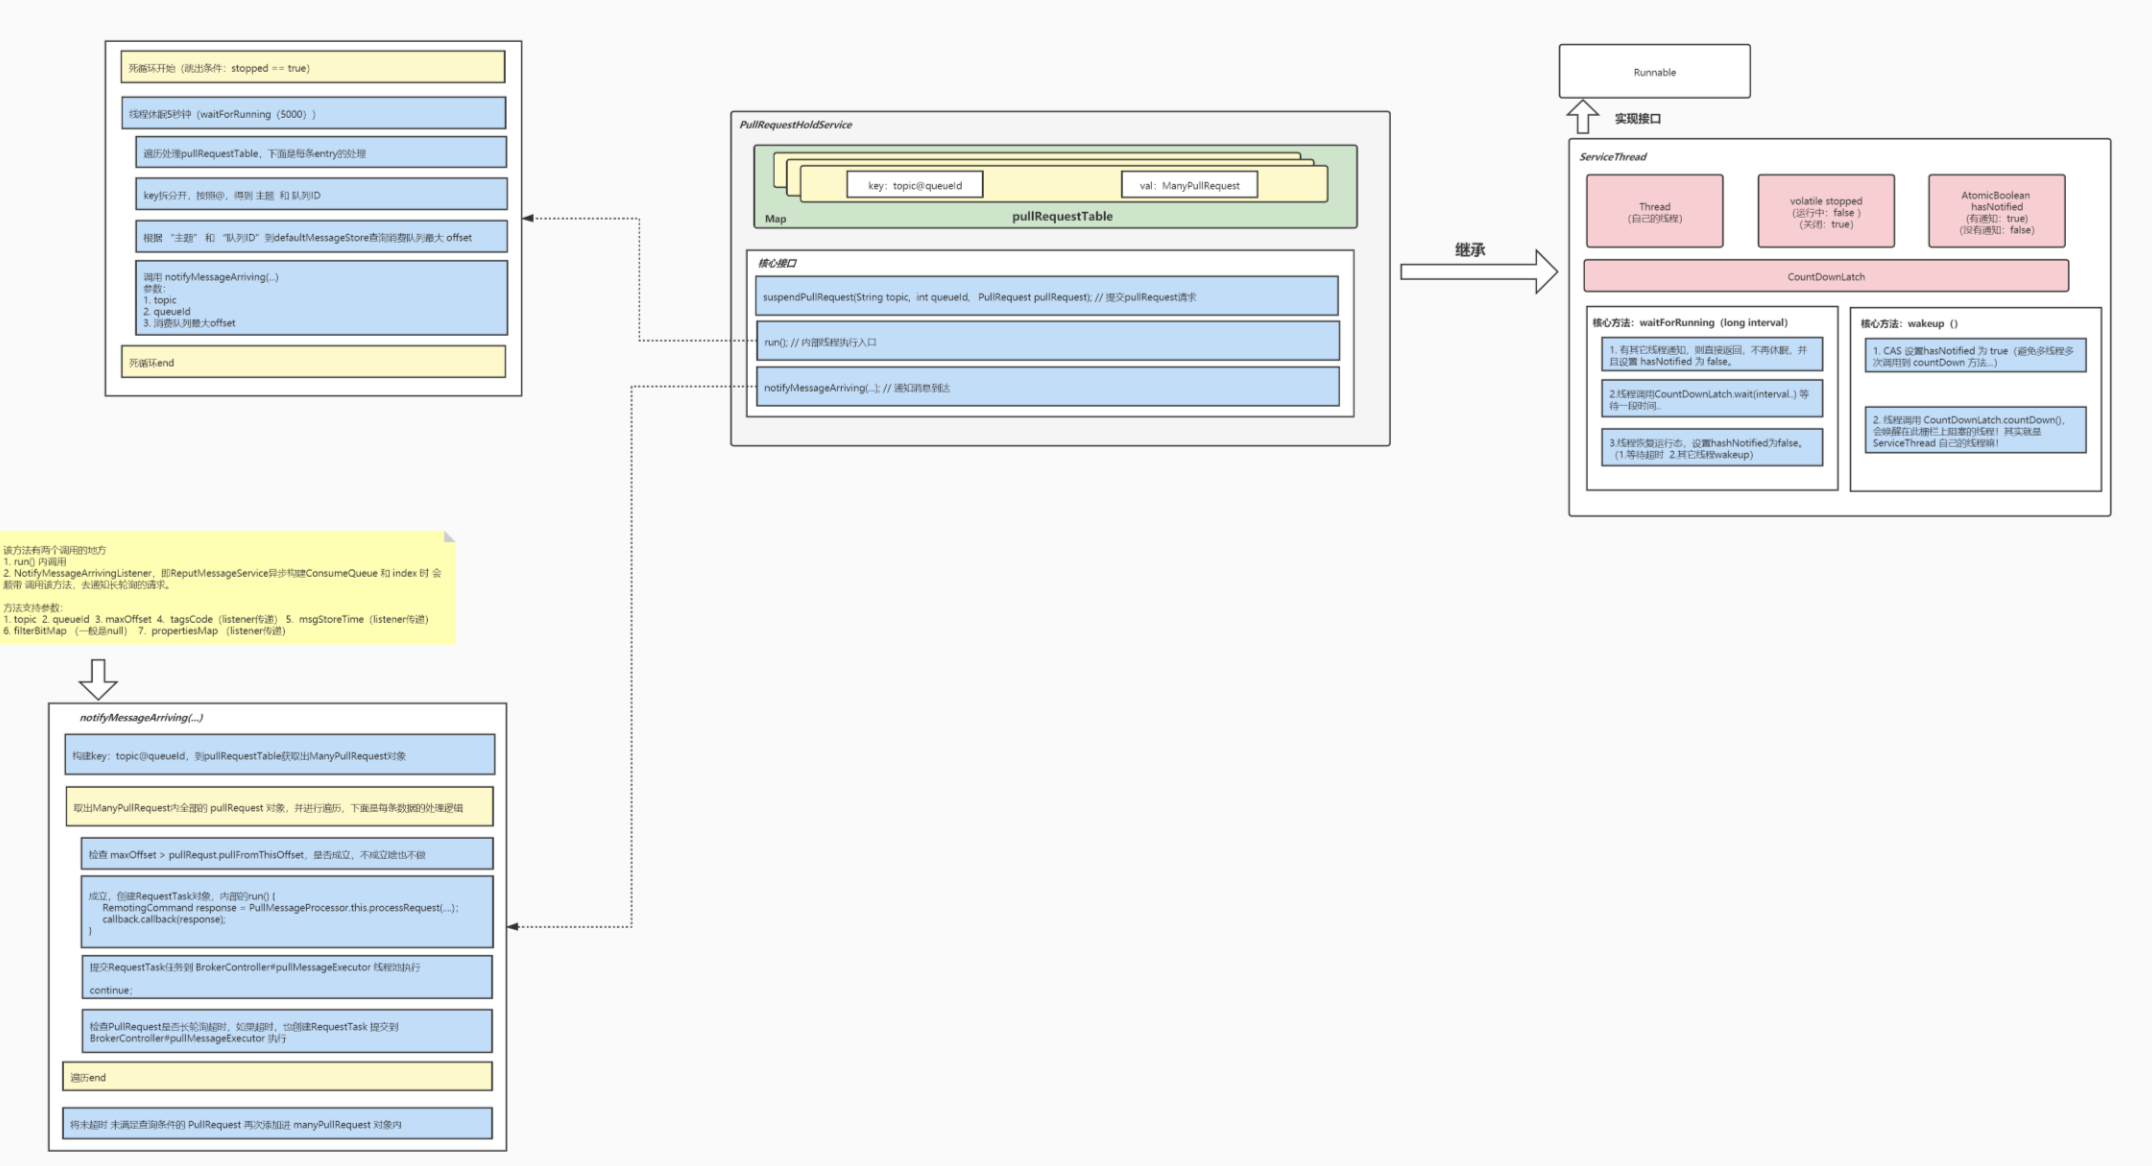 死循环开始（跳出条件：stopped == true）
线程休眠5秒钟（waitForRunning（5000））
遍历处理pullRequestTable，下面是每条entry的处理
key拆分开，按照@，得到 主题 和 队列ID
根据 “主题” 和 “队列ID” 到defaultMessageStore查询消费队列最大 offset
调用 notifyMessageArriving(...)
参数：
1. topic
2. queueId
3. 消费队列最大offset
死循环end
PullRequestHoldService
key：topic@queueId
val：ManyPullRequest
Map
pullRequestTable
核心接口
suspendPullRequest(String topic, int queueId, PullRequest pullRequest); // 提交pullRequest请求
run(); // 内部线程执行入口
notifyMessageArriving(...); // 通知消息到达
继承
Runnable
实现接口
ServiceThread
Thread
（自己的线程）
volatile stopped
（运行中：false ）
（关闭：true）
AtomicBoolean
hasNotified
（有通知：true）
（没有通知：false）
CountDownLatch
核心方法：waitForRunning（long interval）
1. 有其它线程通知，则直接返回，不再休眠，并
且设置 hasNotified 为 false。
2.线程调用CountDownLatch.wait(interval..) 等
待一段时间..
3.线程恢复运行态，设置hashNotified为false。
（1.等待超时 2.其它线程wakeup）
核心方法：wakeup（）
1. CAS 设置hasNotified 为 true（避免多线程多
次调用到 countDown 方法...）
2. 线程调用 CountDownLatch.countDown()，
会唤醒在此栅栏上阻塞的线程！其实就是
ServiceThread 自己的线程嘛！
该方法有两个调用的地方
1. run() 内调用
2. NotifyMessageArrivingListener，即ReputMessageService异步构建ConsumeQueue 和 index 时 会
顺带 调用该方法，去通知长轮询的请求。
方法支持参数：
1. topic 2. queueId 3. maxOffset 4. tagsCode（listener传递） 5. msgStoreTime（listener传递）
6. filterBitMap （一般是null） 7. propertiesMap （listener传递）
notifyMessageArriving(...)
构建key：topic@queueId，到pullRequestTable获取出ManyPullRequest对象
取出ManyPullRequest内全部的 pullRequest 对象，并进行遍历，下面是每条数据的处理逻辑
检查 maxOffset > pullRequst.pullFromThisOffset，是否成立，不成立啥也不做
成立，创建RequestTask对象，内部的run() {
RemotingCommand response = PullMessageProcessor.this.processRequest(....);
callback.callback(response);
}
提交RequestTask任务到 BrokerController#pullMessageExecutor 线程池执行
continue;
检查PullRequest是否长轮询超时，如果超时，也创建RequestTask 提交到
BrokerController#pullMessageExecutor 执行
遍历end
将未超时 未满足查询条件的 PullRequest 再次添加进 manyPullRequest 对象内